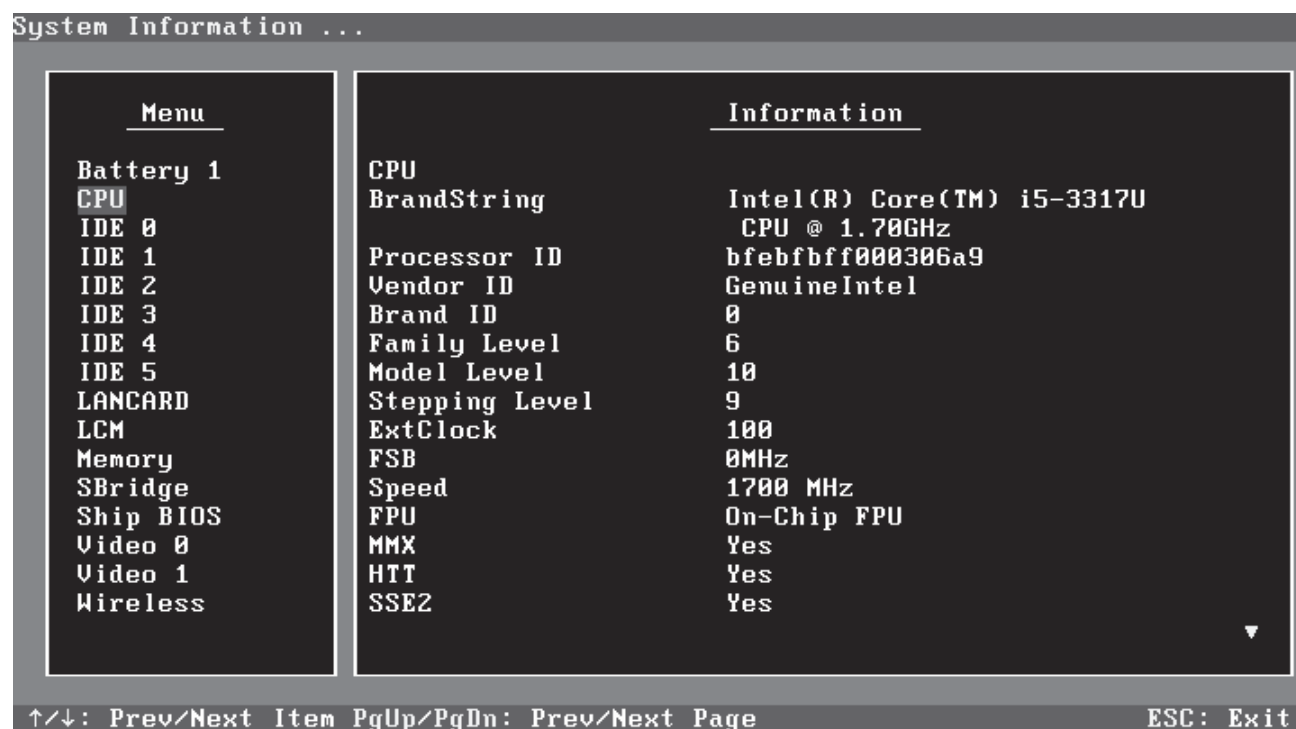 System Information ...
Menu
Battery 1
CPU
IDE 0
IDE 1
IDE 2
IDE 3
IDE 4
IDE 5
LANCARD
LCM
Memory
SBridge
Ship BIOS
Video 0
Video 1
Wireless
Information
CPU
BrandString Intel(R) Core(TM) i5-3317U
CPU @ 1.70GHz
Processor ID bfebfbff000306a9
Vendor ID GenuineIntel
Brand ID 0
Family Level 6
Model Level 10
Stepping Level 9
ExtClock 100
FSB 0MHz
Speed 1700 MHz
FPU On-Chip FPU
MMX Yes
HTT Yes
SSE2 Yes
▼
↑/↓: Prev/Next Item PgUp/PgDn: Prev/Next Page ESC: Exit